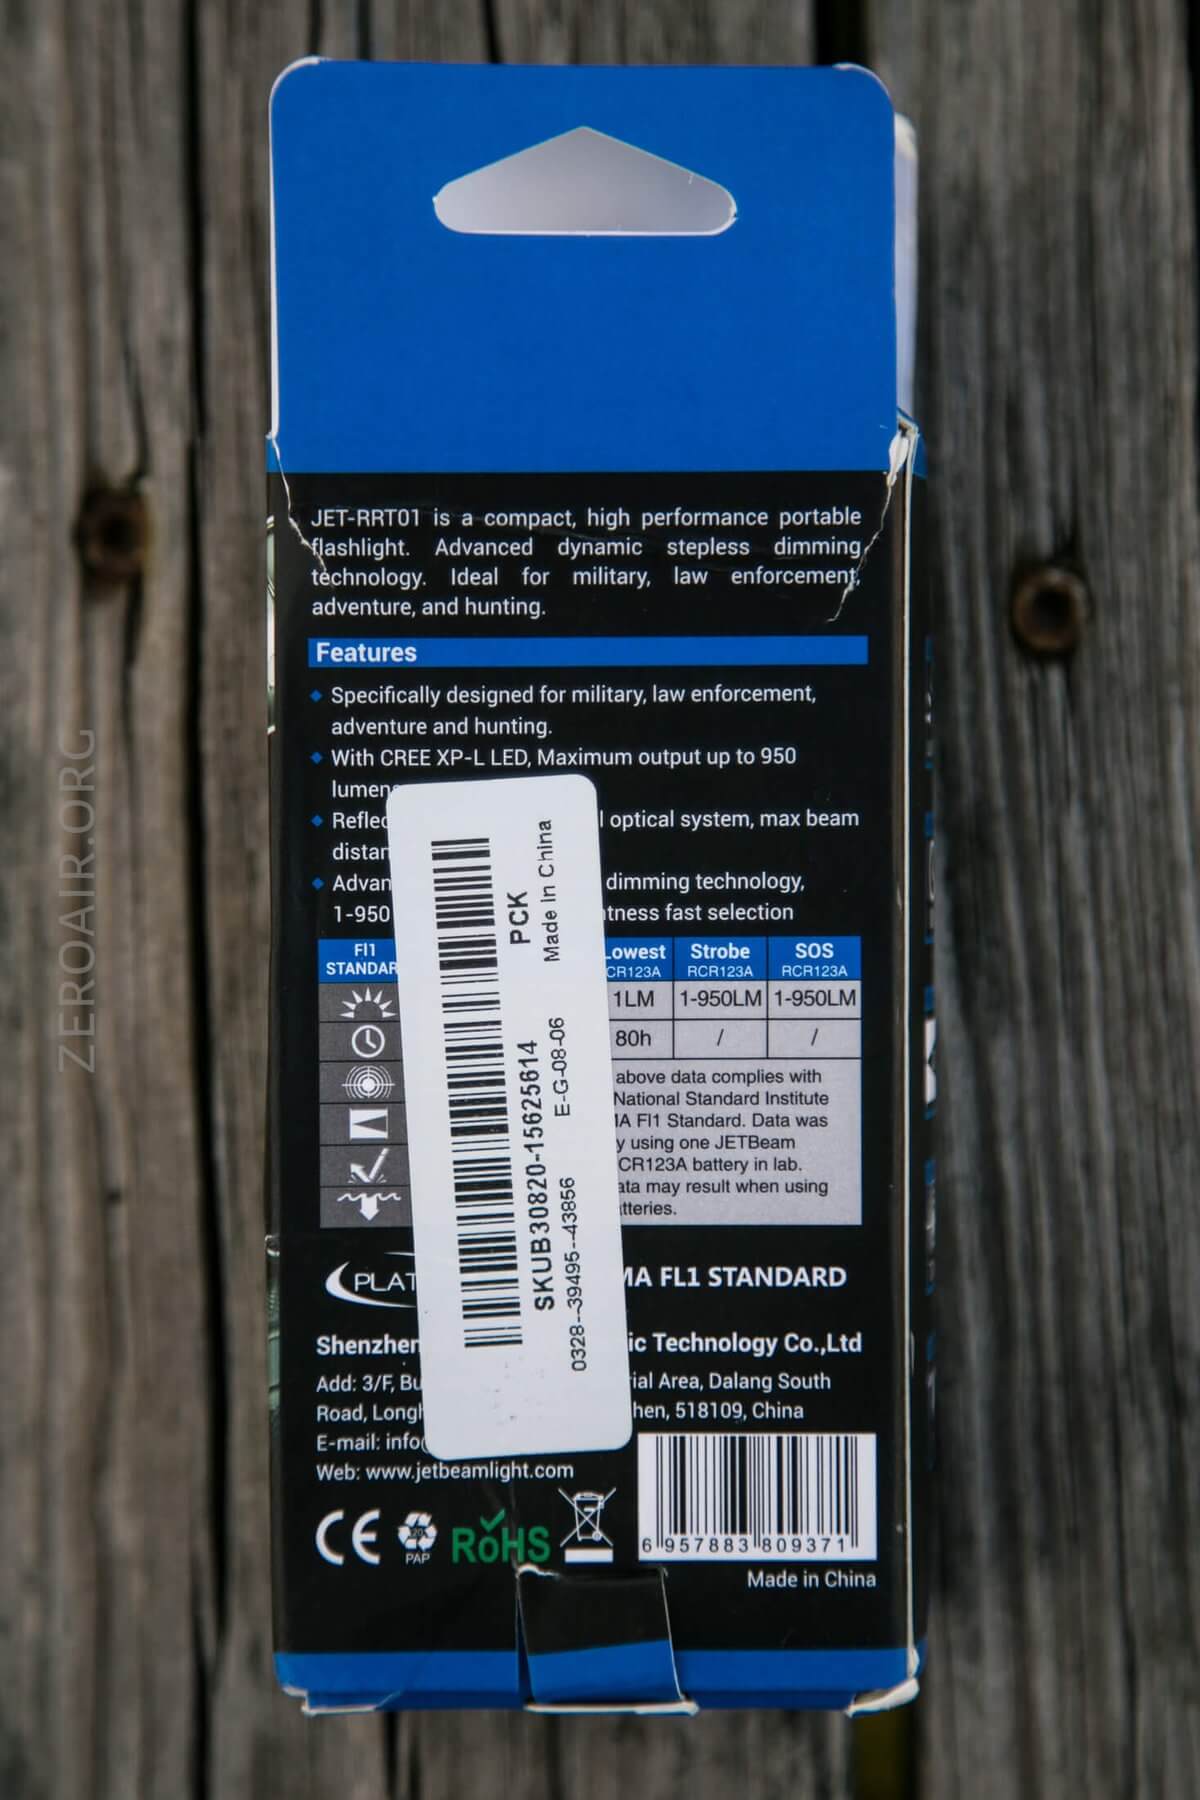 JET-RRT01 is a compact, high performance portable
flashlight. Advanced dynamic stepless dimming
technology. Ideal for military, law enforcement,
adventure, and hunting.
Features
Specifically designed for military, law enforcement,
adventure and hunting.
With CREE XP-L LED, Maximum output up to 950
lumens
optical system, max beam
dimming technology,
1-950 fast selection
Fl1 Lowest Strobe SOS
RCR123A RCR123A
1LM 1-950LM 1-950LM
80h / /
above data complies with
National Standard Institute
Fl1 Standard. Data was
using one JETBeam
battery in lab.
may result when using
FL1 STANDARD
Technology Co.,Ltd
Add: 3/F, Area, Dalang South
Road, 518109, China
E-mail:
Web: www.jetbeamlight.com
CE
20
PAP
RoHS
6 957883 809371
Made in China
PCK
Made In China
SKUB30820-15625614
E-G-08-06
0328--39495--43856
ZEROAIR.ORG